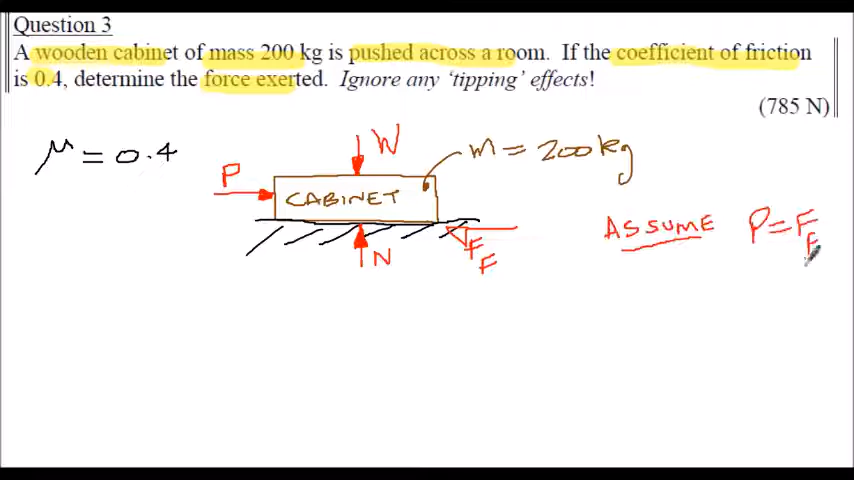 Question 3
A wooden cabinet of mass 200 kg is pushed across a room. If the coefficient of friction
is 0.4, determine the force exerted. Ignore any ‘tipping’ effects!
(785 N)
μ = 0.4
P
W
m = 200kg
CABINET
N
FF
ASSUME P = FF